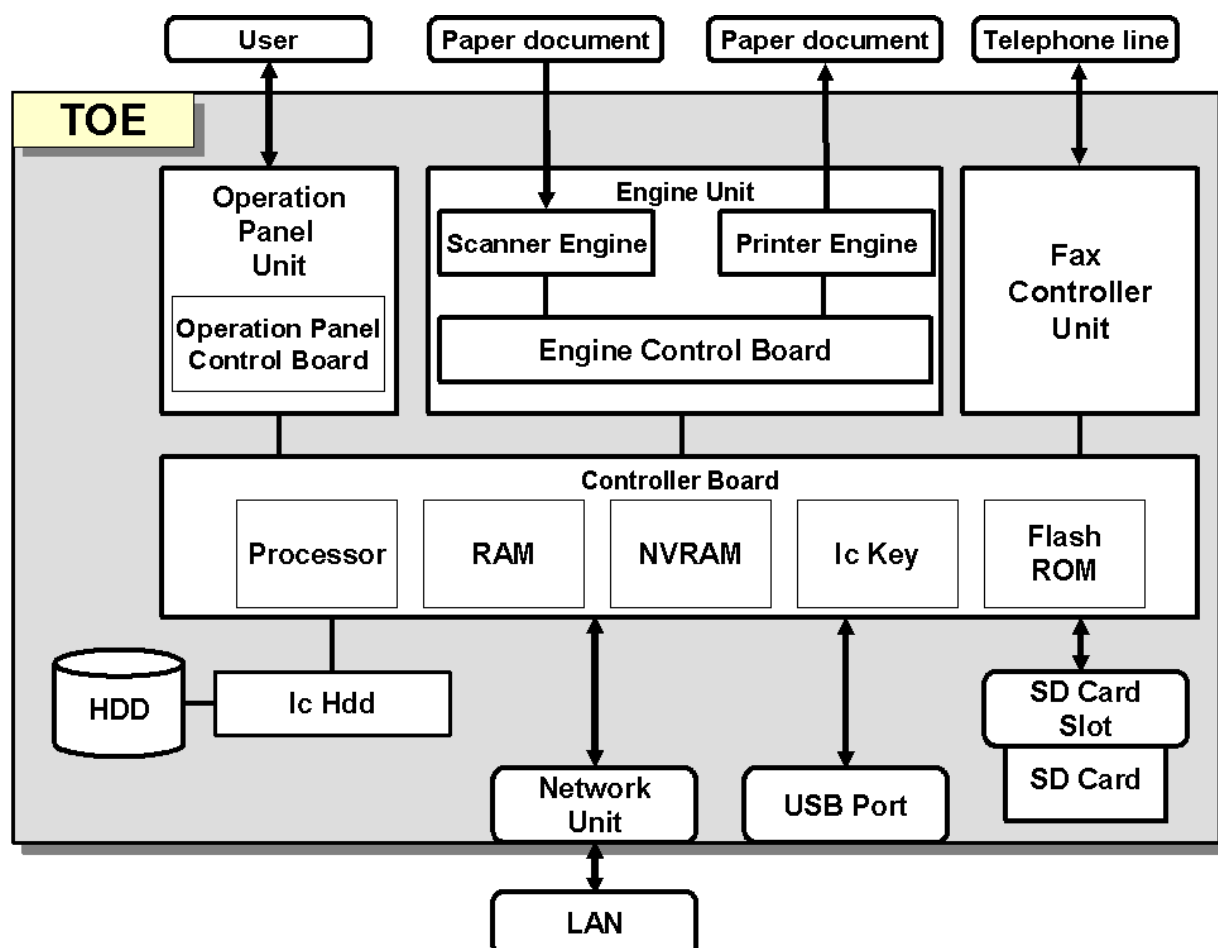 User
Paper document
Paper document
Telephone line
TOE
Operation
Panel
Unit
Operation Panel
Control Board
Engine Unit
Scanner Engine
Printer Engine
Engine Control Board
Fax
Controller
Unit
Controller Board
Processor
RAM
NVRAM
Ic Key
Flash
ROM
HDD
Ic Hdd
Network
Unit
USB Port
SD Card
Slot
SD Card
LAN